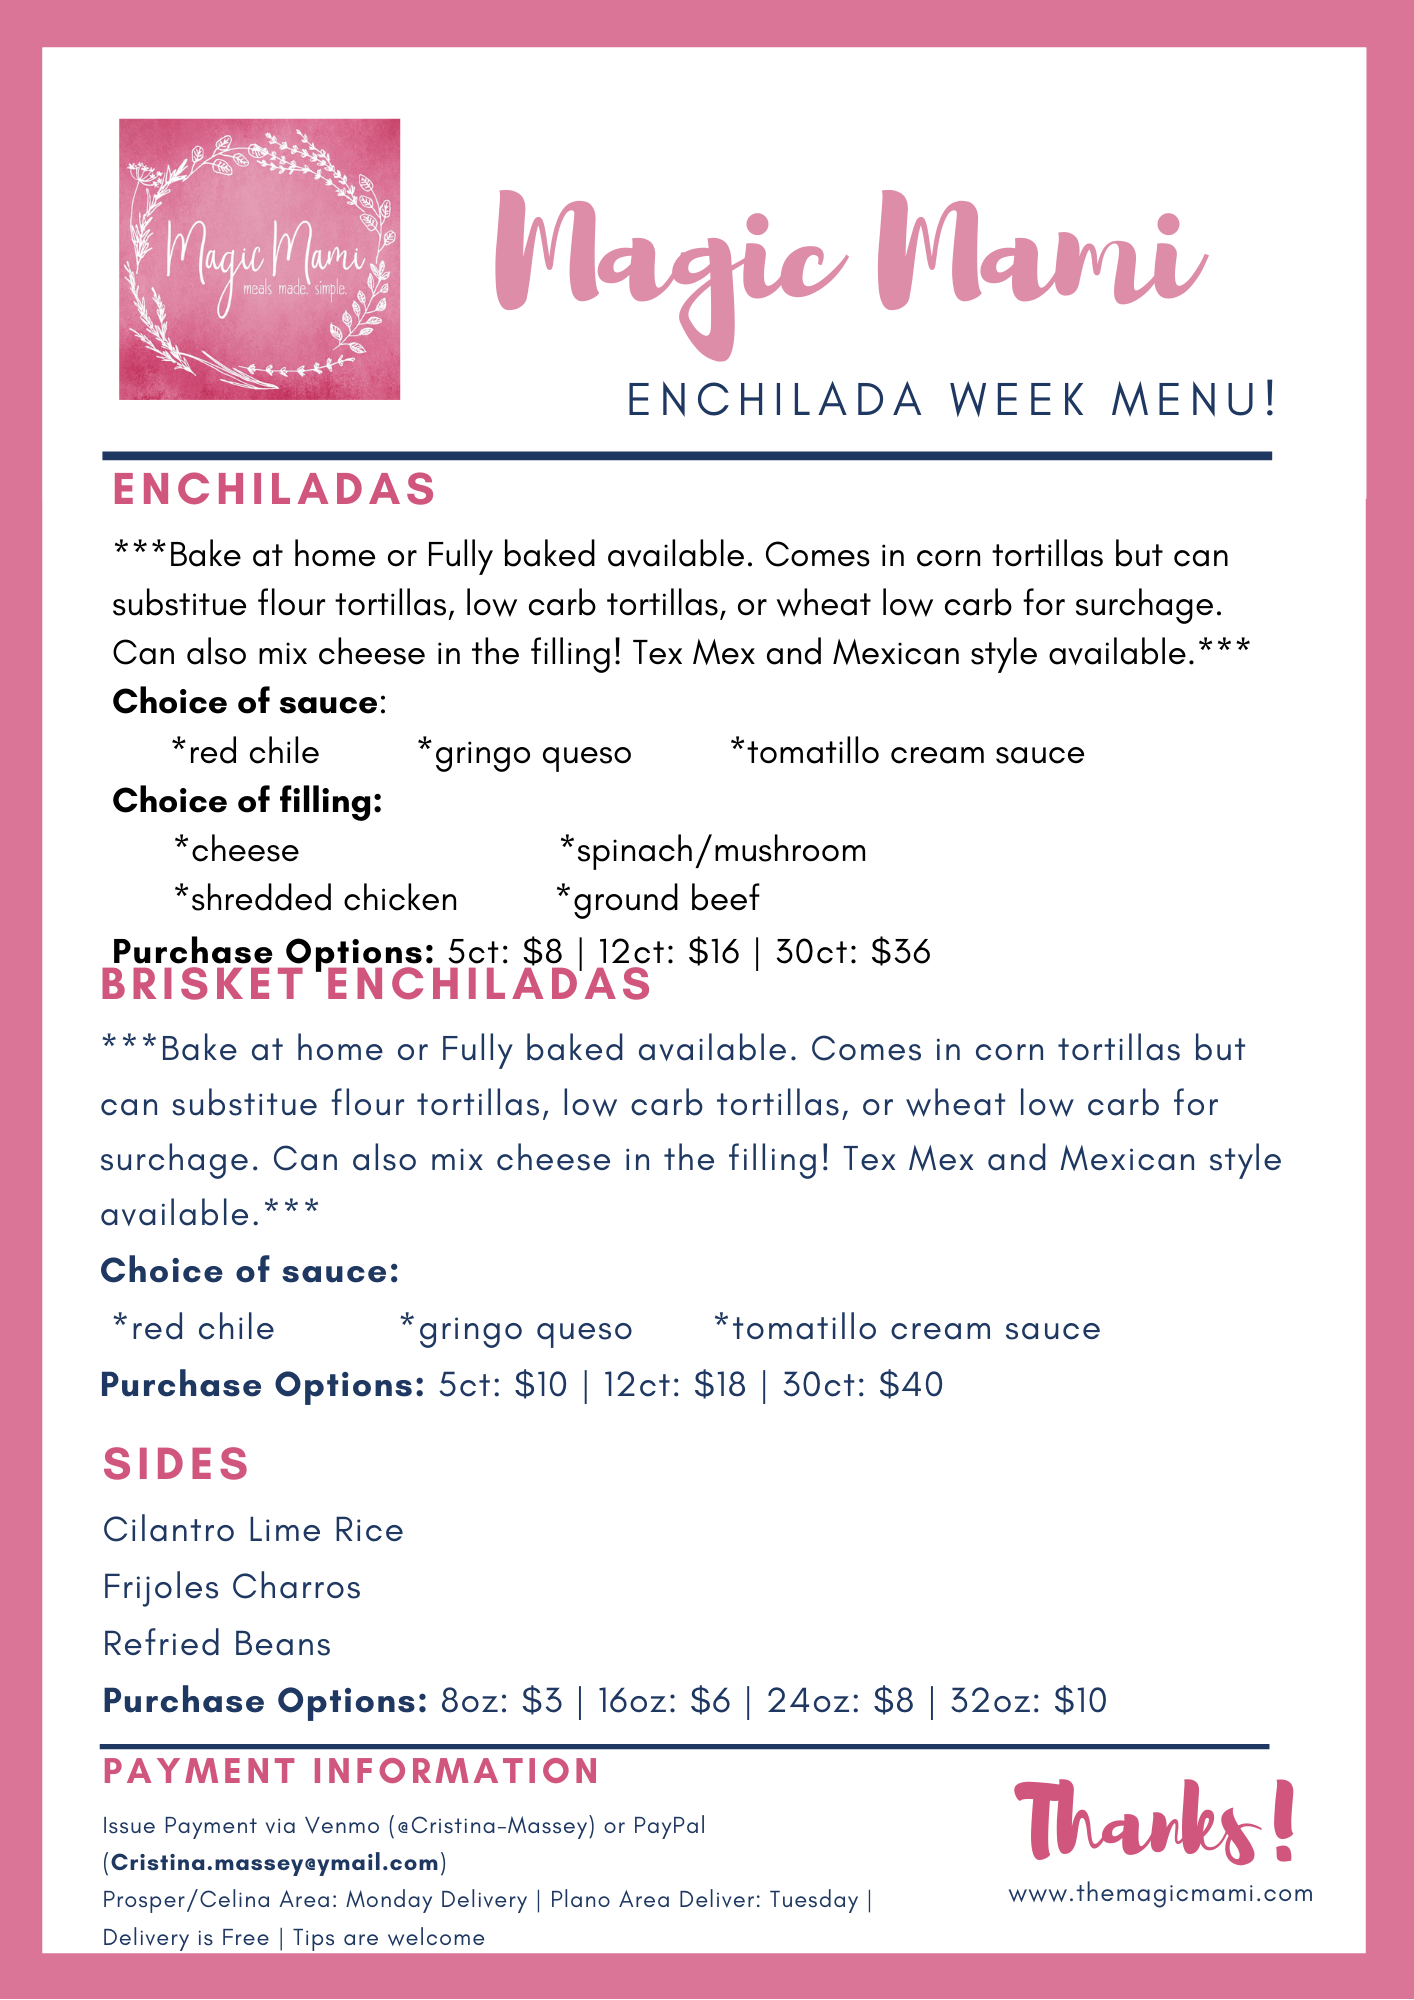 Magic Mami
meals made. simple.
Magic Mami
ENCHILADA WEEK MENU!
ENCHILADAS
***Bake at home or Fully baked available. Comes in corn tortillas but can
substitue flour tortillas, low carb tortillas, or wheat low carb for surchage.
Can also mix cheese in the filling! Tex Mex and Mexican style available.***
Choice of sauce:
*red chile *gringo queso *tomatillo cream sauce
Choice of filling:
*cheese *spinach/mushroom
*shredded chicken *ground beef
Purchase Options: 5ct: $8 | 12ct: $16 | 30ct: $36
BRISKET ENCHILADAS
***Bake at home or Fully baked available. Comes in corn tortillas but
can substitue flour tortillas, low carb tortillas, or wheat low carb for
surchage. Can also mix cheese in the filling! Tex Mex and Mexican style
available.***
Choice of sauce:
*red chile *gringo queso *tomatillo cream sauce
Purchase Options: 5ct: $10 | 12ct: $18 | 30ct: $40
SIDES
Cilantro Lime Rice
Frijoles Charros
Refried Beans
Purchase Options: 8oz: $3 | 16oz: $6 | 24oz: $8 | 32oz: $10
PAYMENT INFORMATION
Issue Payment via Venmo (@Cristina-Massey) or PayPal
(Cristina.massey@ymail.com)
Prosper/Celina Area: Monday Delivery | Plano Area Deliver: Tuesday |
Delivery is Free | Tips are welcome
Thanks!
www.themagicmami.com